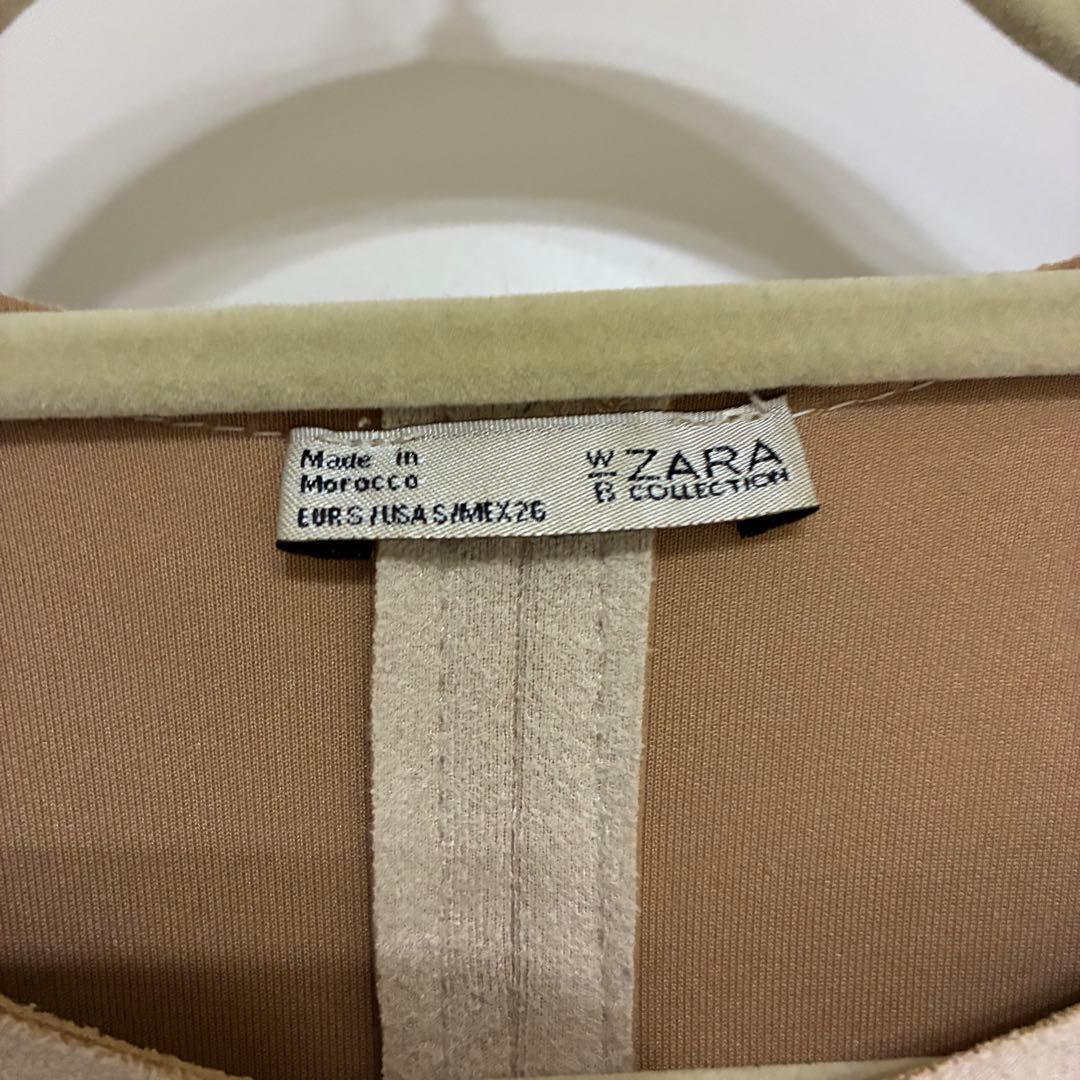 Made in
Morocco
EUR S / USA S / MEX 26
W/B ZARA
COLLECTION